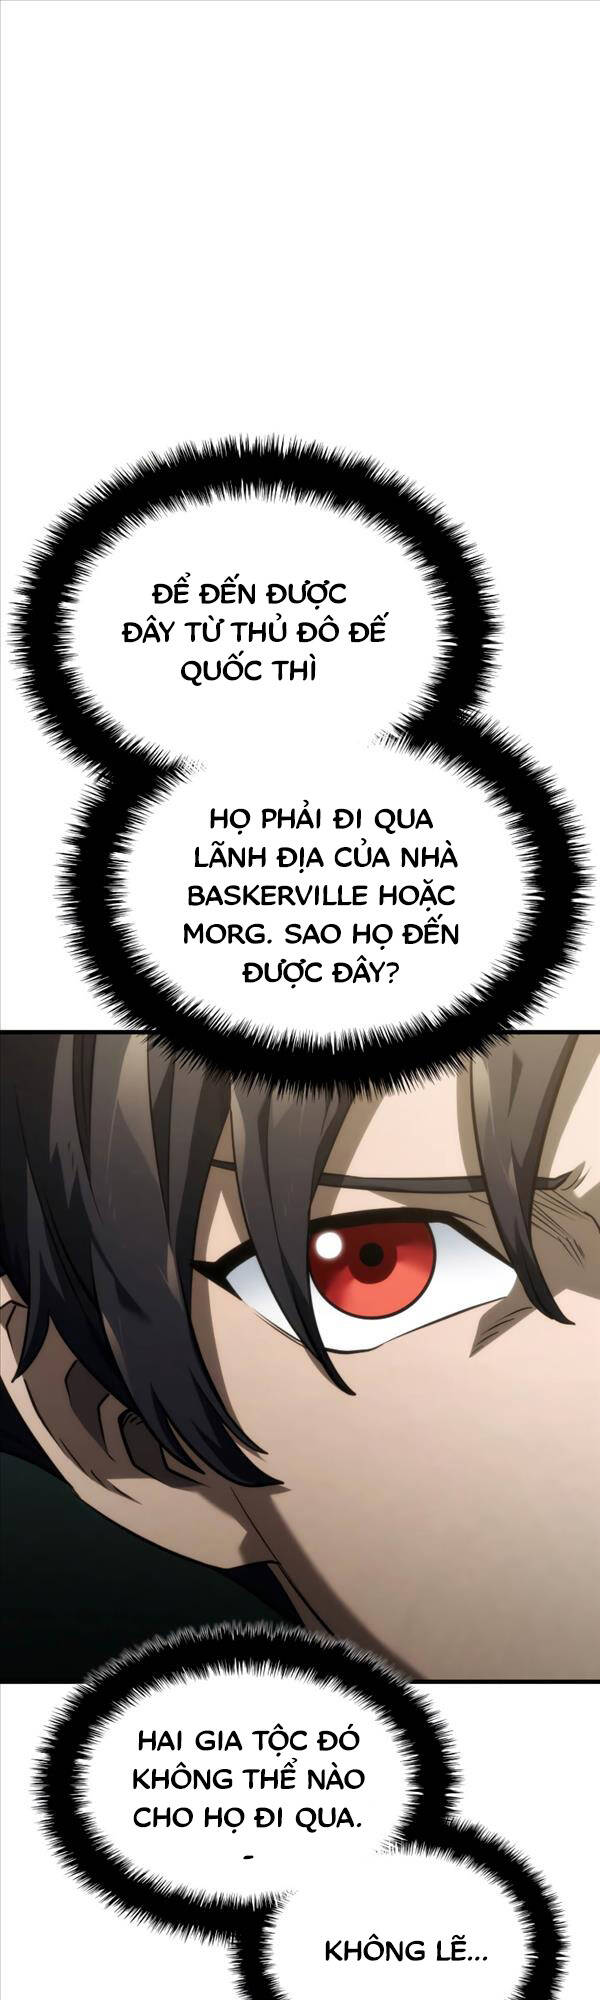 ĐỂ ĐẾN ĐƯỢC
ĐÂY TỪ THỦ ĐÔ ĐẾ
QUỐC THÌ
HỌ PHẢI ĐI QUA
LÃNH ĐỊA CỦA NHÀ
BASKERVILLE HOẶC
MORG. SAO HỌ ĐẾN
ĐƯỢC ĐÂY?
HAI GIA TỘC ĐÓ
KHÔNG THỂ NÀO
CHO HỌ ĐI QUA.
KHÔNG LẼ...